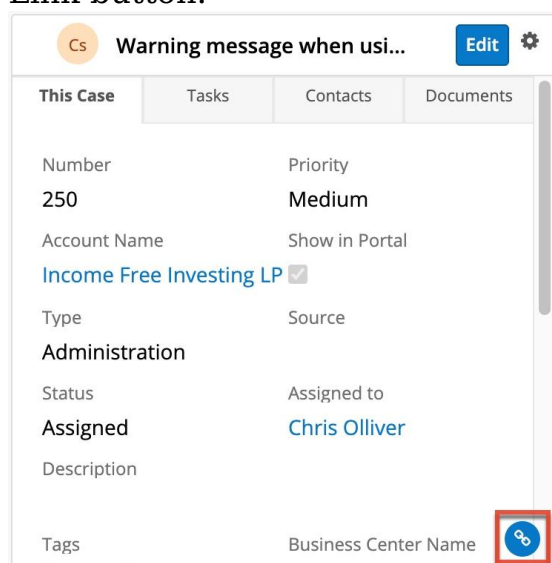 Cs Warning message when usi... Edit
This Case Tasks Contacts Documents
Number Priority
250 Medium
Account Name Show in Portal
Income Free Investing LP
Type Source
Administration
Status Assigned to
Assigned Chris Olliver
Description
Tags Business Center Name